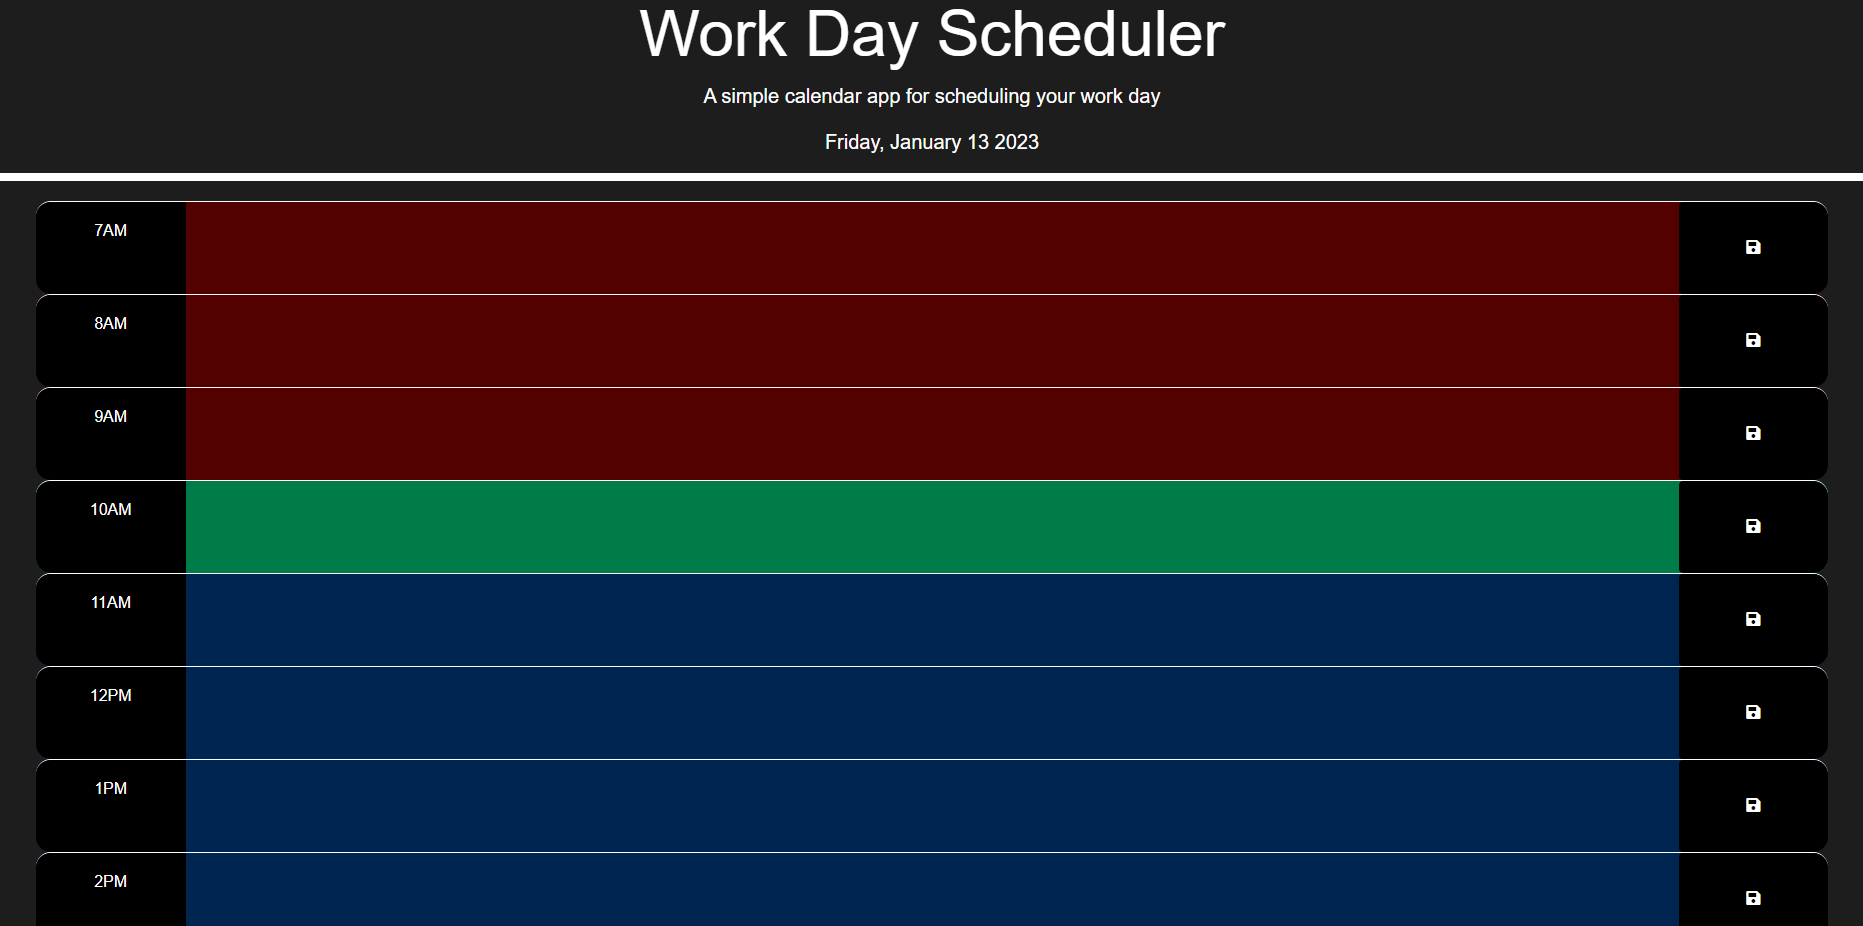 Work Day Scheduler
A simple calendar app for scheduling your work day
Friday, January 13 2023
7AM
8AM
9AM
10AM
11AM
12PM
1PM
2PM